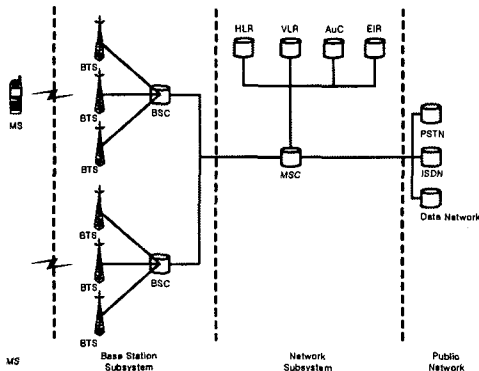 HLR VLR AuC EIR
BTS
MS
BTS
BSC
PSTN
BTS
MSC
ISDN
Data Network
BTS
BTS
BSC
BTS
MS
Base Station
Subsystem
Network
Subsystem
Public
Network